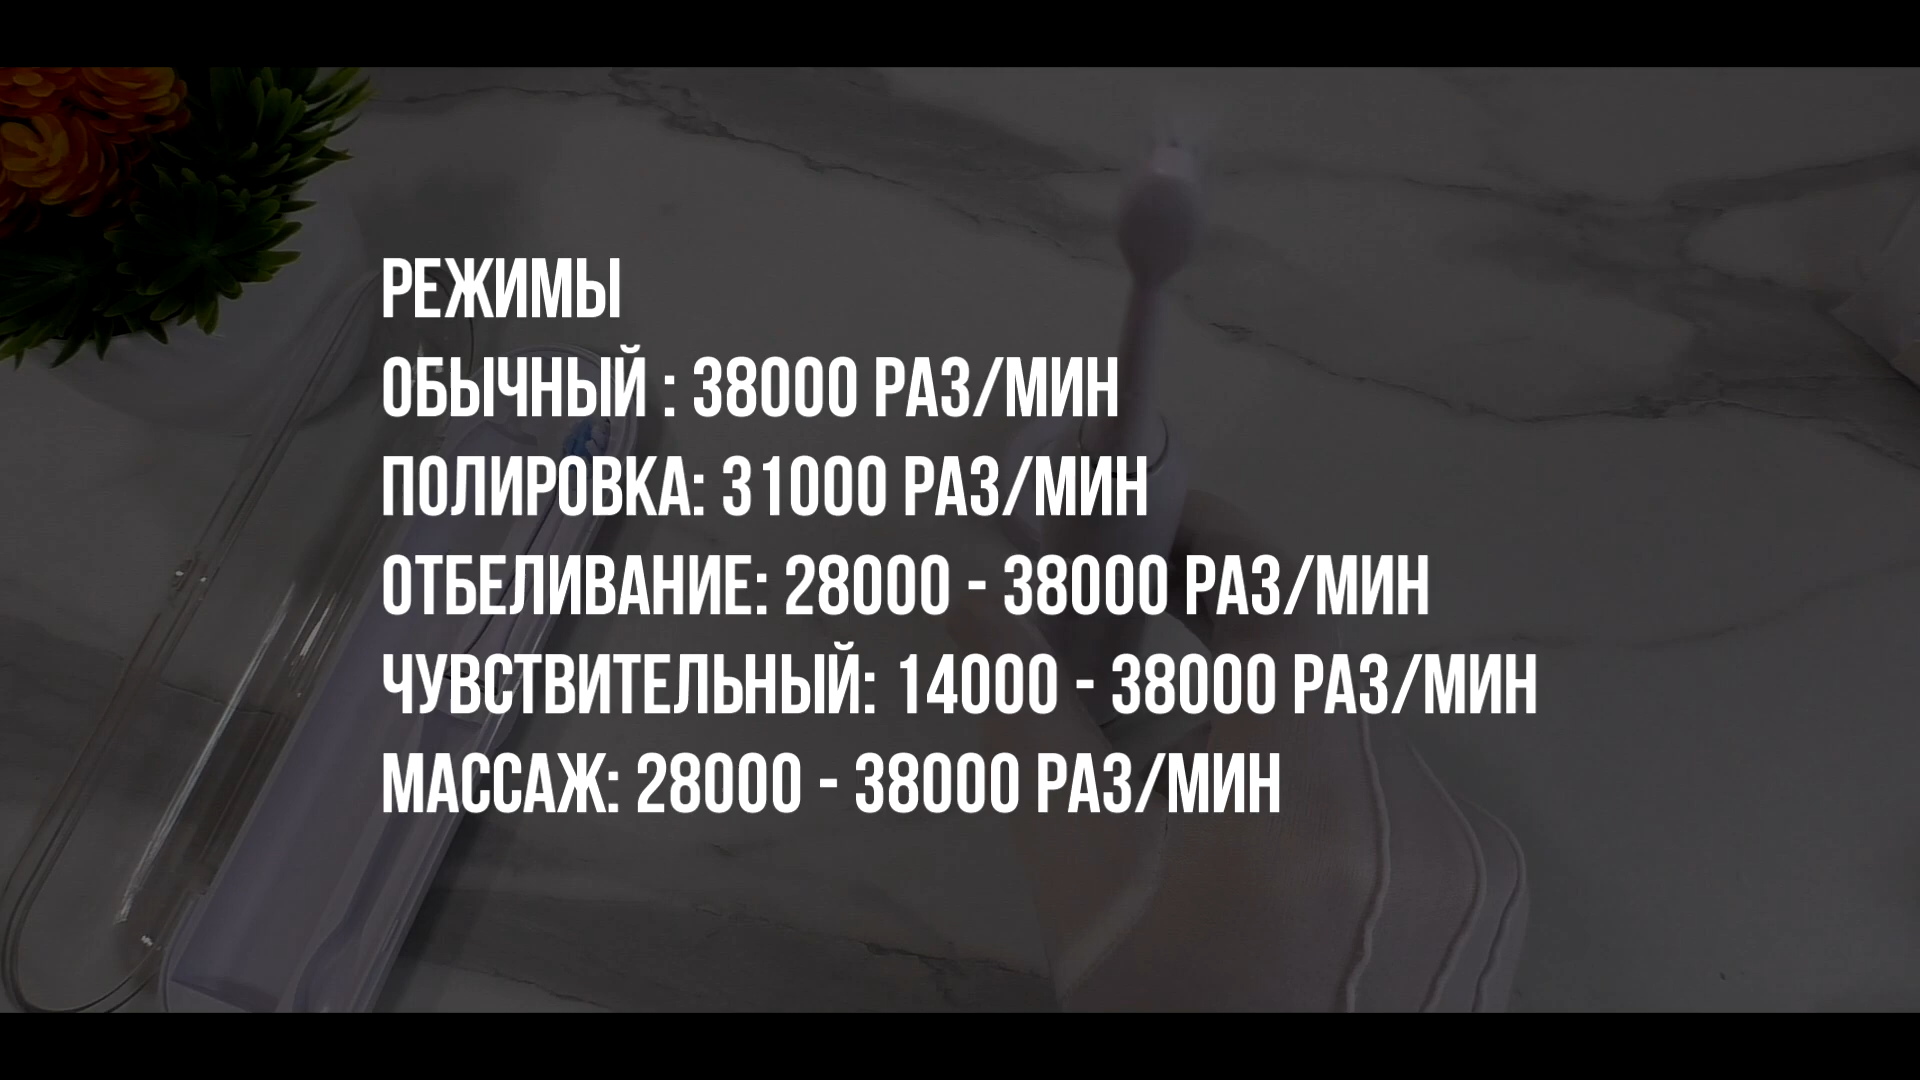 РЕЖИМЫ
ОБЫЧНЫЙ : 38000 РАЗ/МИН
ПОЛИРОВКА: 31000 РАЗ/МИН
ОТБЕЛИВАНИЕ: 28000 - 38000 РАЗ/МИН
ЧУВСТВИТЕЛЬНЫЙ: 14000 - 38000 РАЗ/МИН
МАССАЖ: 28000 - 38000 РАЗ/МИН